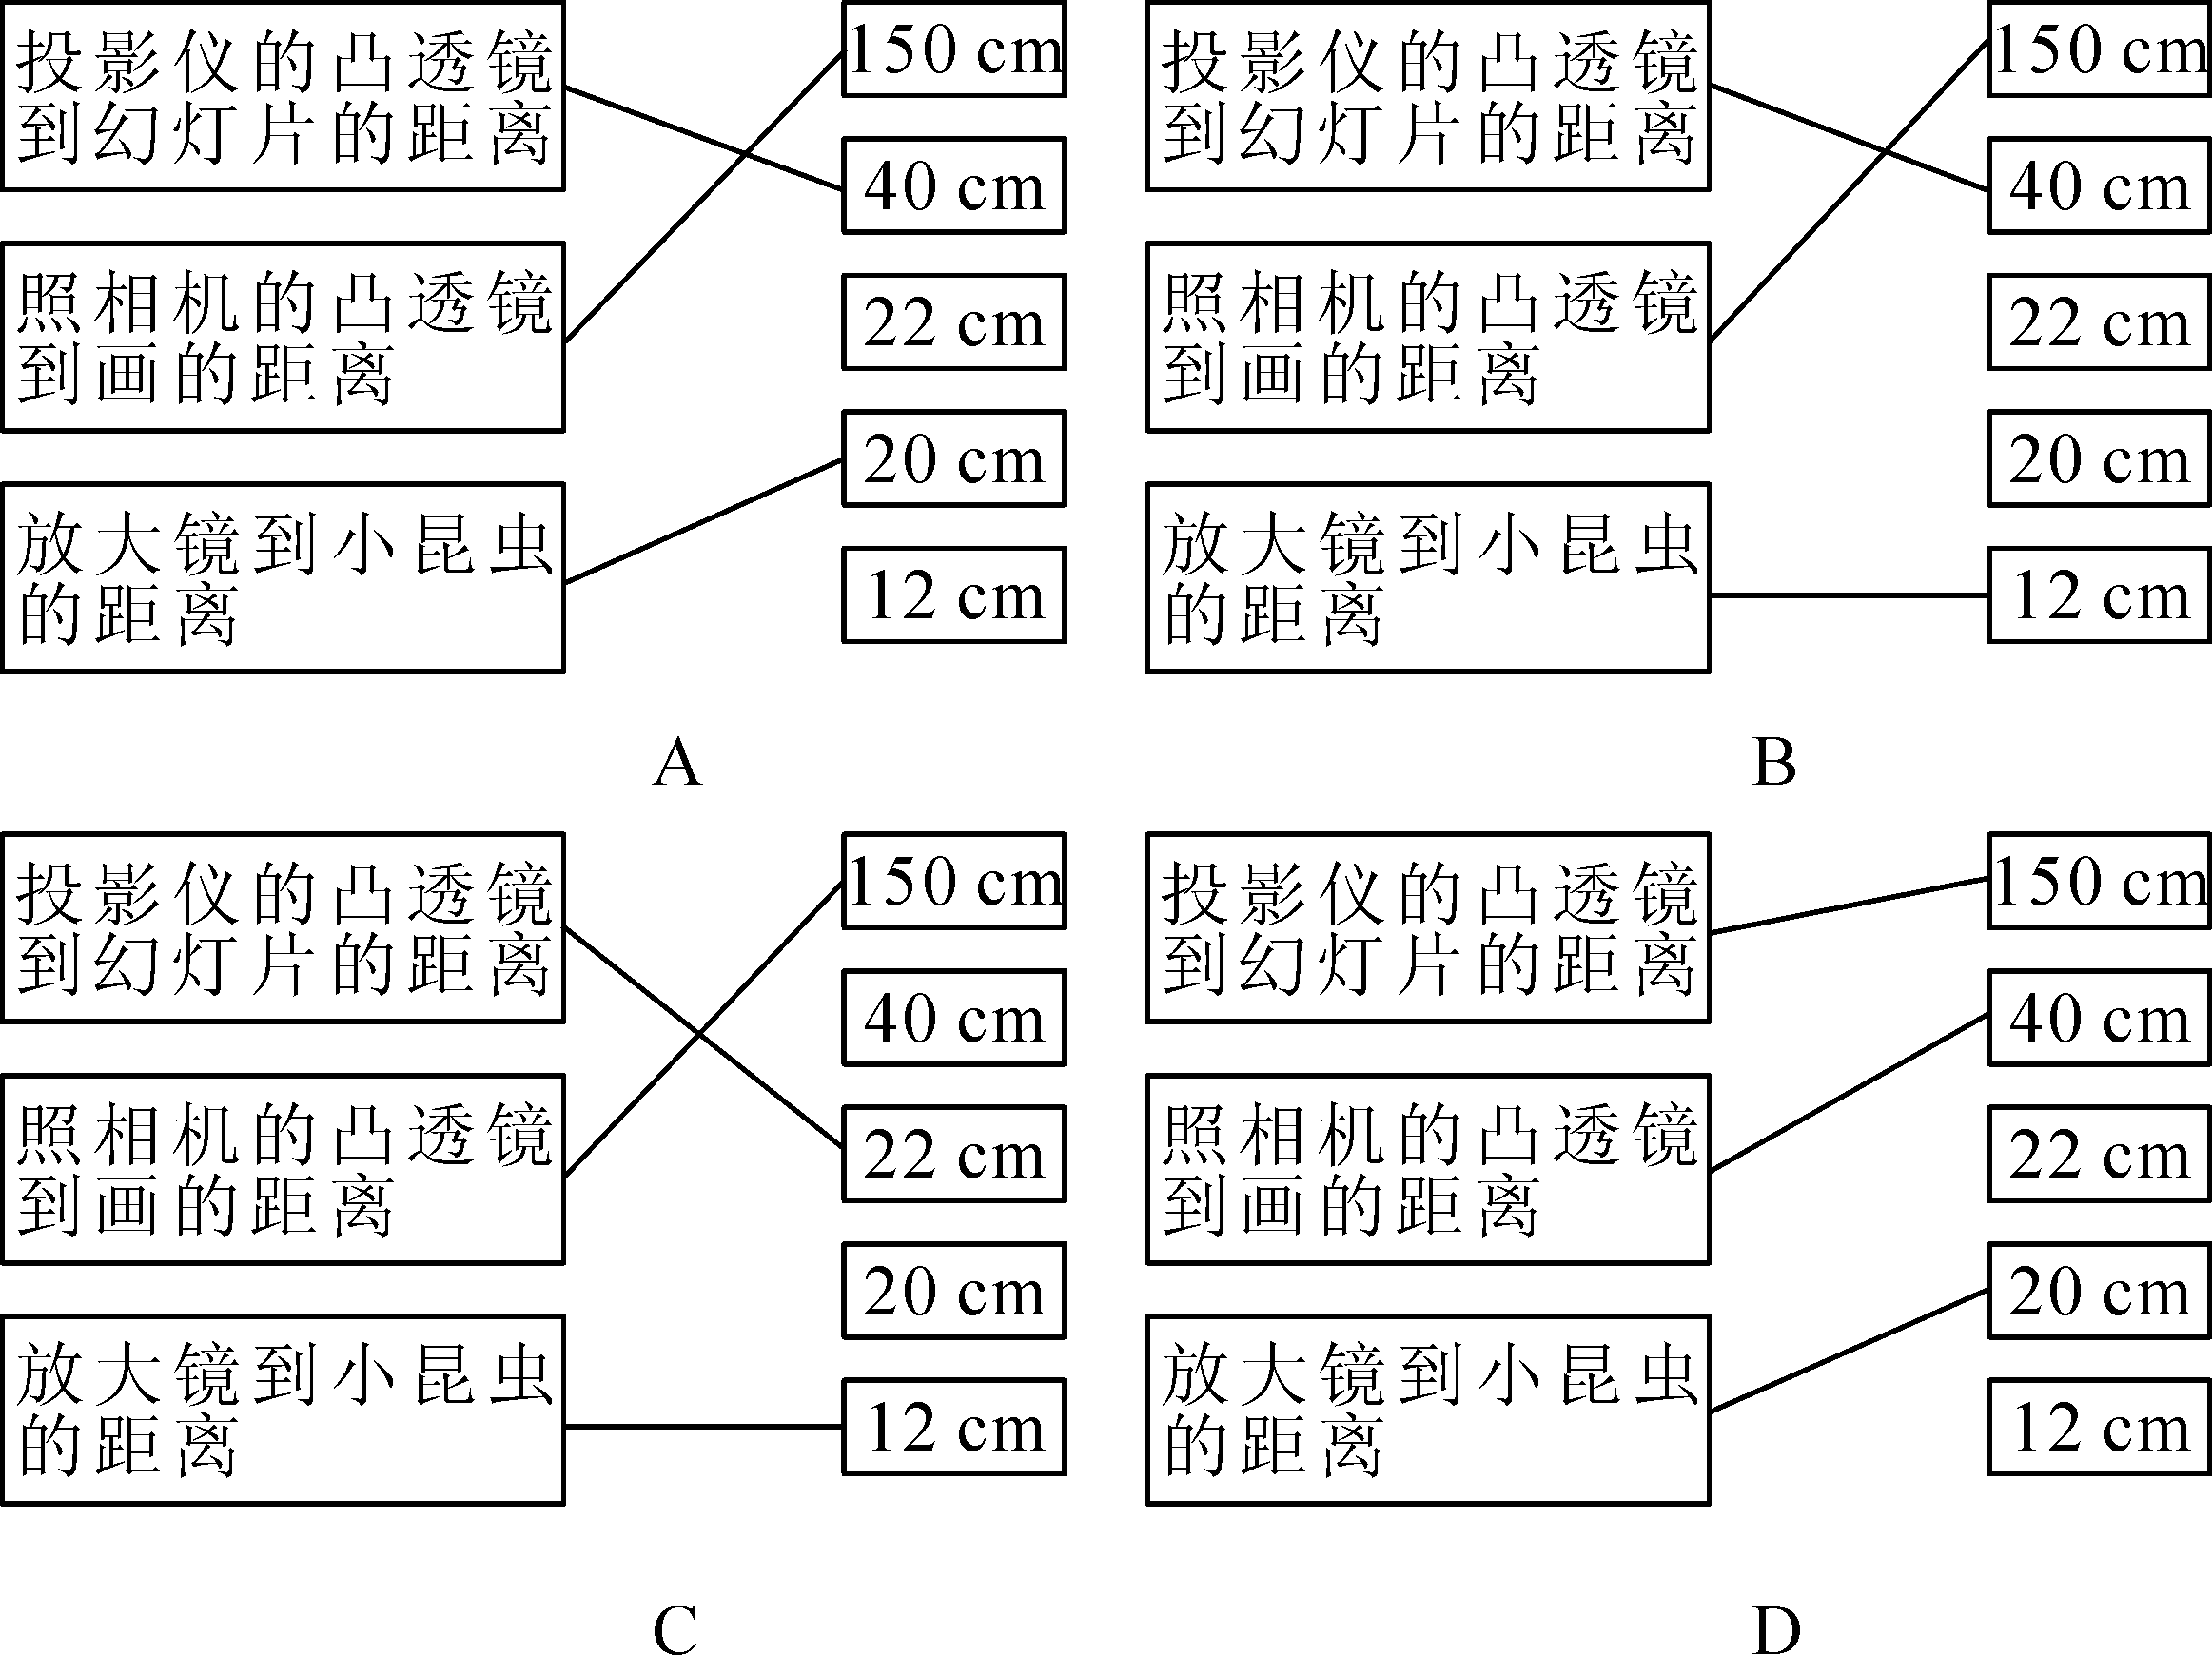 投影仪的凸透镜
到幻灯片的距离
照相机的凸透镜
到画的距离
放大镜到小昆虫
的距离
150 cm
40 cm
22 cm
20 cm
12 cm
A
投影仪的凸透镜
到幻灯片的距离
照相机的凸透镜
到画的距离
放大镜到小昆虫
的距离
150 cm
40 cm
22 cm
20 cm
12 cm
B
投影仪的凸透镜
到幻灯片的距离
照相机的凸透镜
到画的距离
放大镜到小昆虫
的距离
150 cm
40 cm
22 cm
20 cm
12 cm
C
投影仪的凸透镜
到幻灯片的距离
照相机的凸透镜
到画的距离
放大镜到小昆虫
的距离
150 cm
40 cm
22 cm
20 cm
12 cm
D